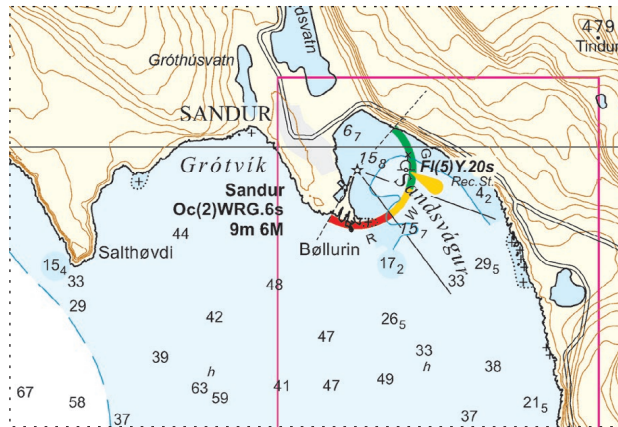 479
Tindur
dsvatn
Gróthúsvatn
SANDUR
6₇
15₈
G
Fl(5)Y.20s
Rec.St.
Grótvík
Sandsvágur
4₂
Sandur
Oc(2)WRG.6s
9m 6M
W
R
15₁
44
Bøllurin
Salthøvdi
15₄
17₂
29₅
33
33
48
29
42
26₅
47
33
39
h
h
38
63
59
41
47
49
67
58
37
37
21₅